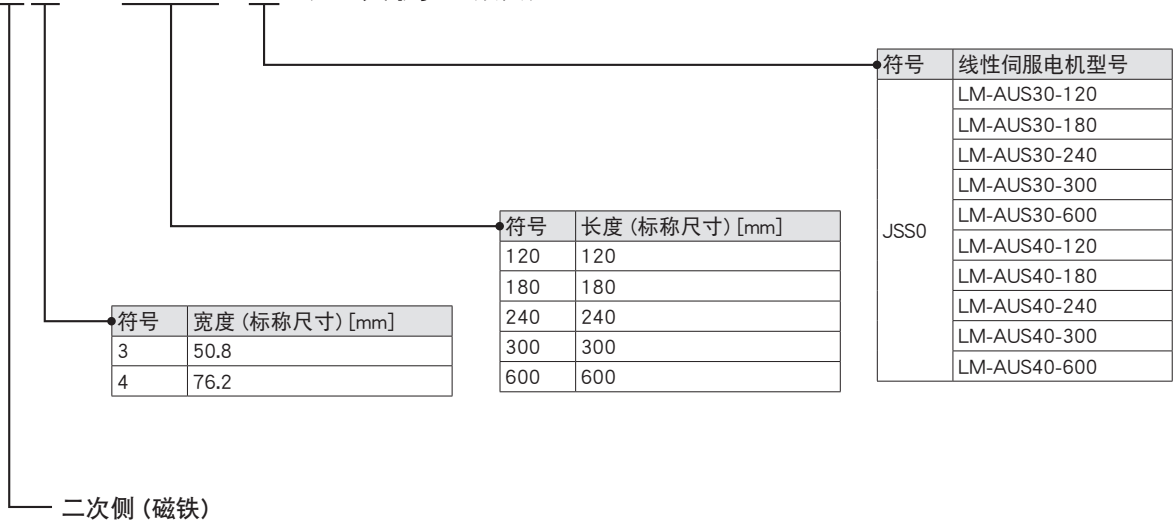 符号 线性伺服电机型号
JSS0
LM-AUS30-120
LM-AUS30-180
LM-AUS30-240
LM-AUS30-300
LM-AUS30-600
LM-AUS40-120
LM-AUS40-180
LM-AUS40-240
LM-AUS40-300
LM-AUS40-600
符号 长度 (标称尺寸) [mm]
120 120
180 180
240 240
300 300
600 600
符号 宽度 (标称尺寸) [mm]
3 50.8
4 76.2
二次侧 (磁铁)